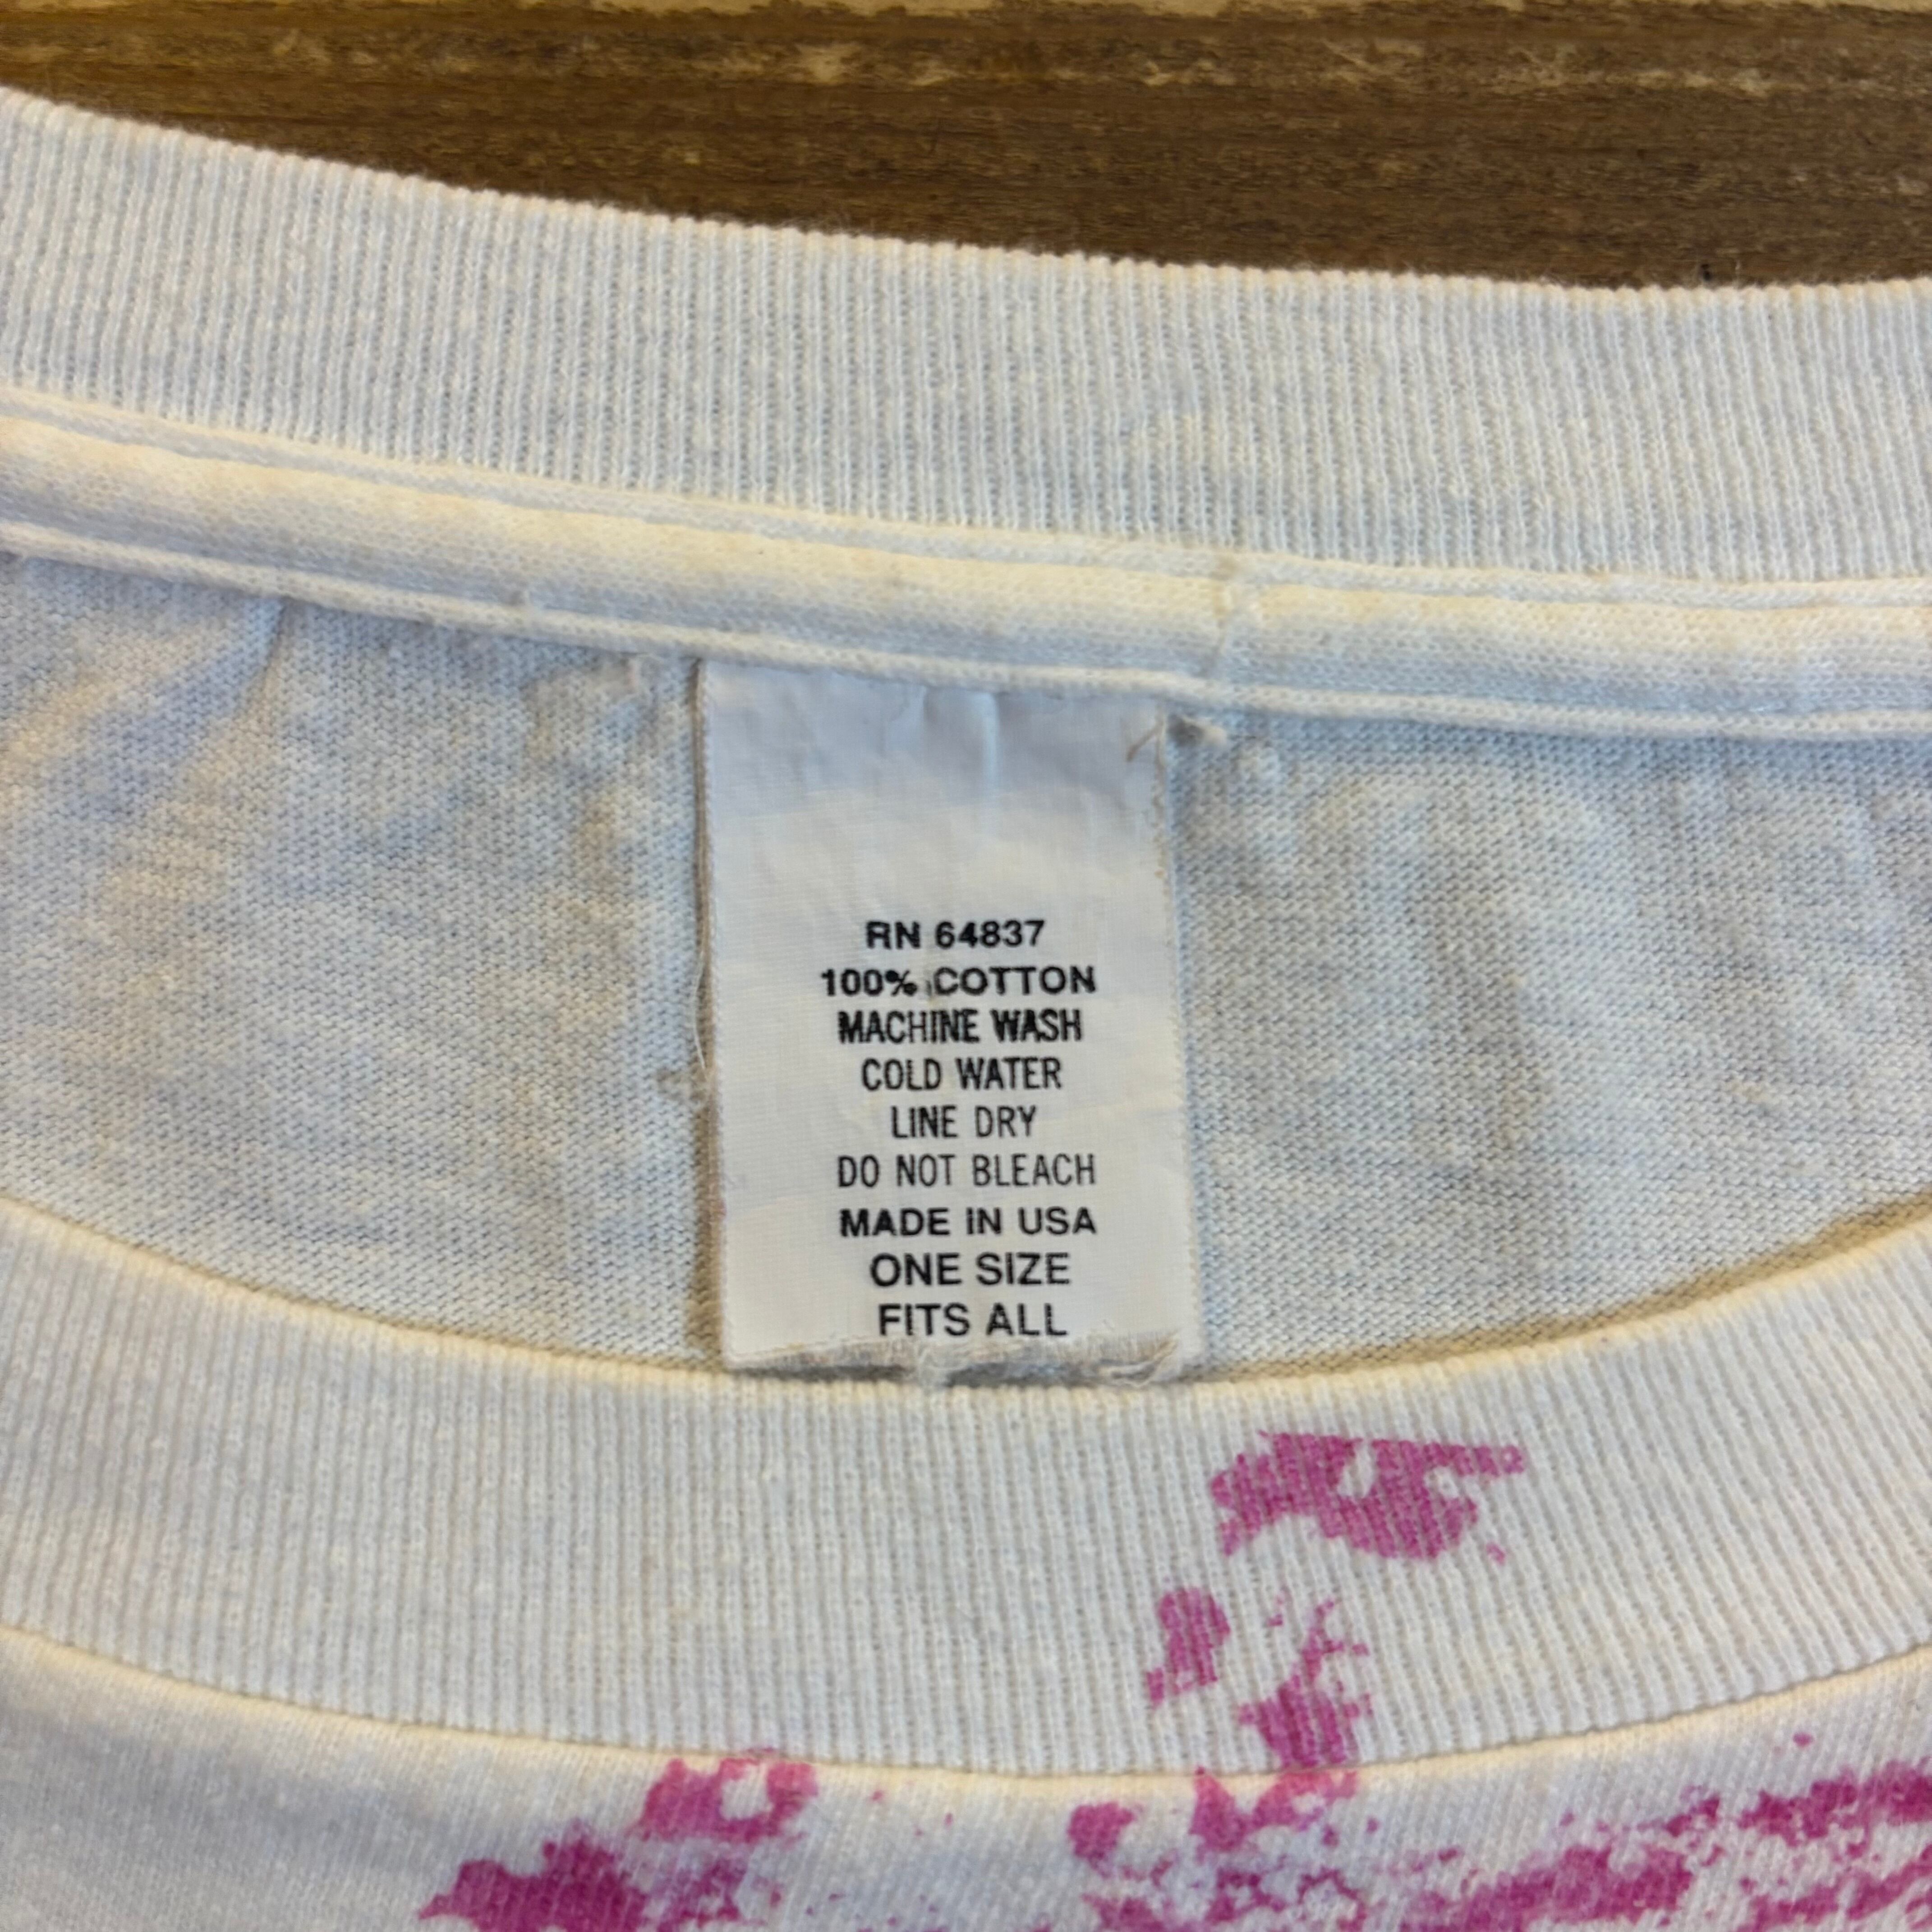 RN 64837
100% COTTON
MACHINE WASH
COLD WATER
LINE DRY
DO NOT BLEACH
MADE IN USA
ONE SIZE
FITS ALL